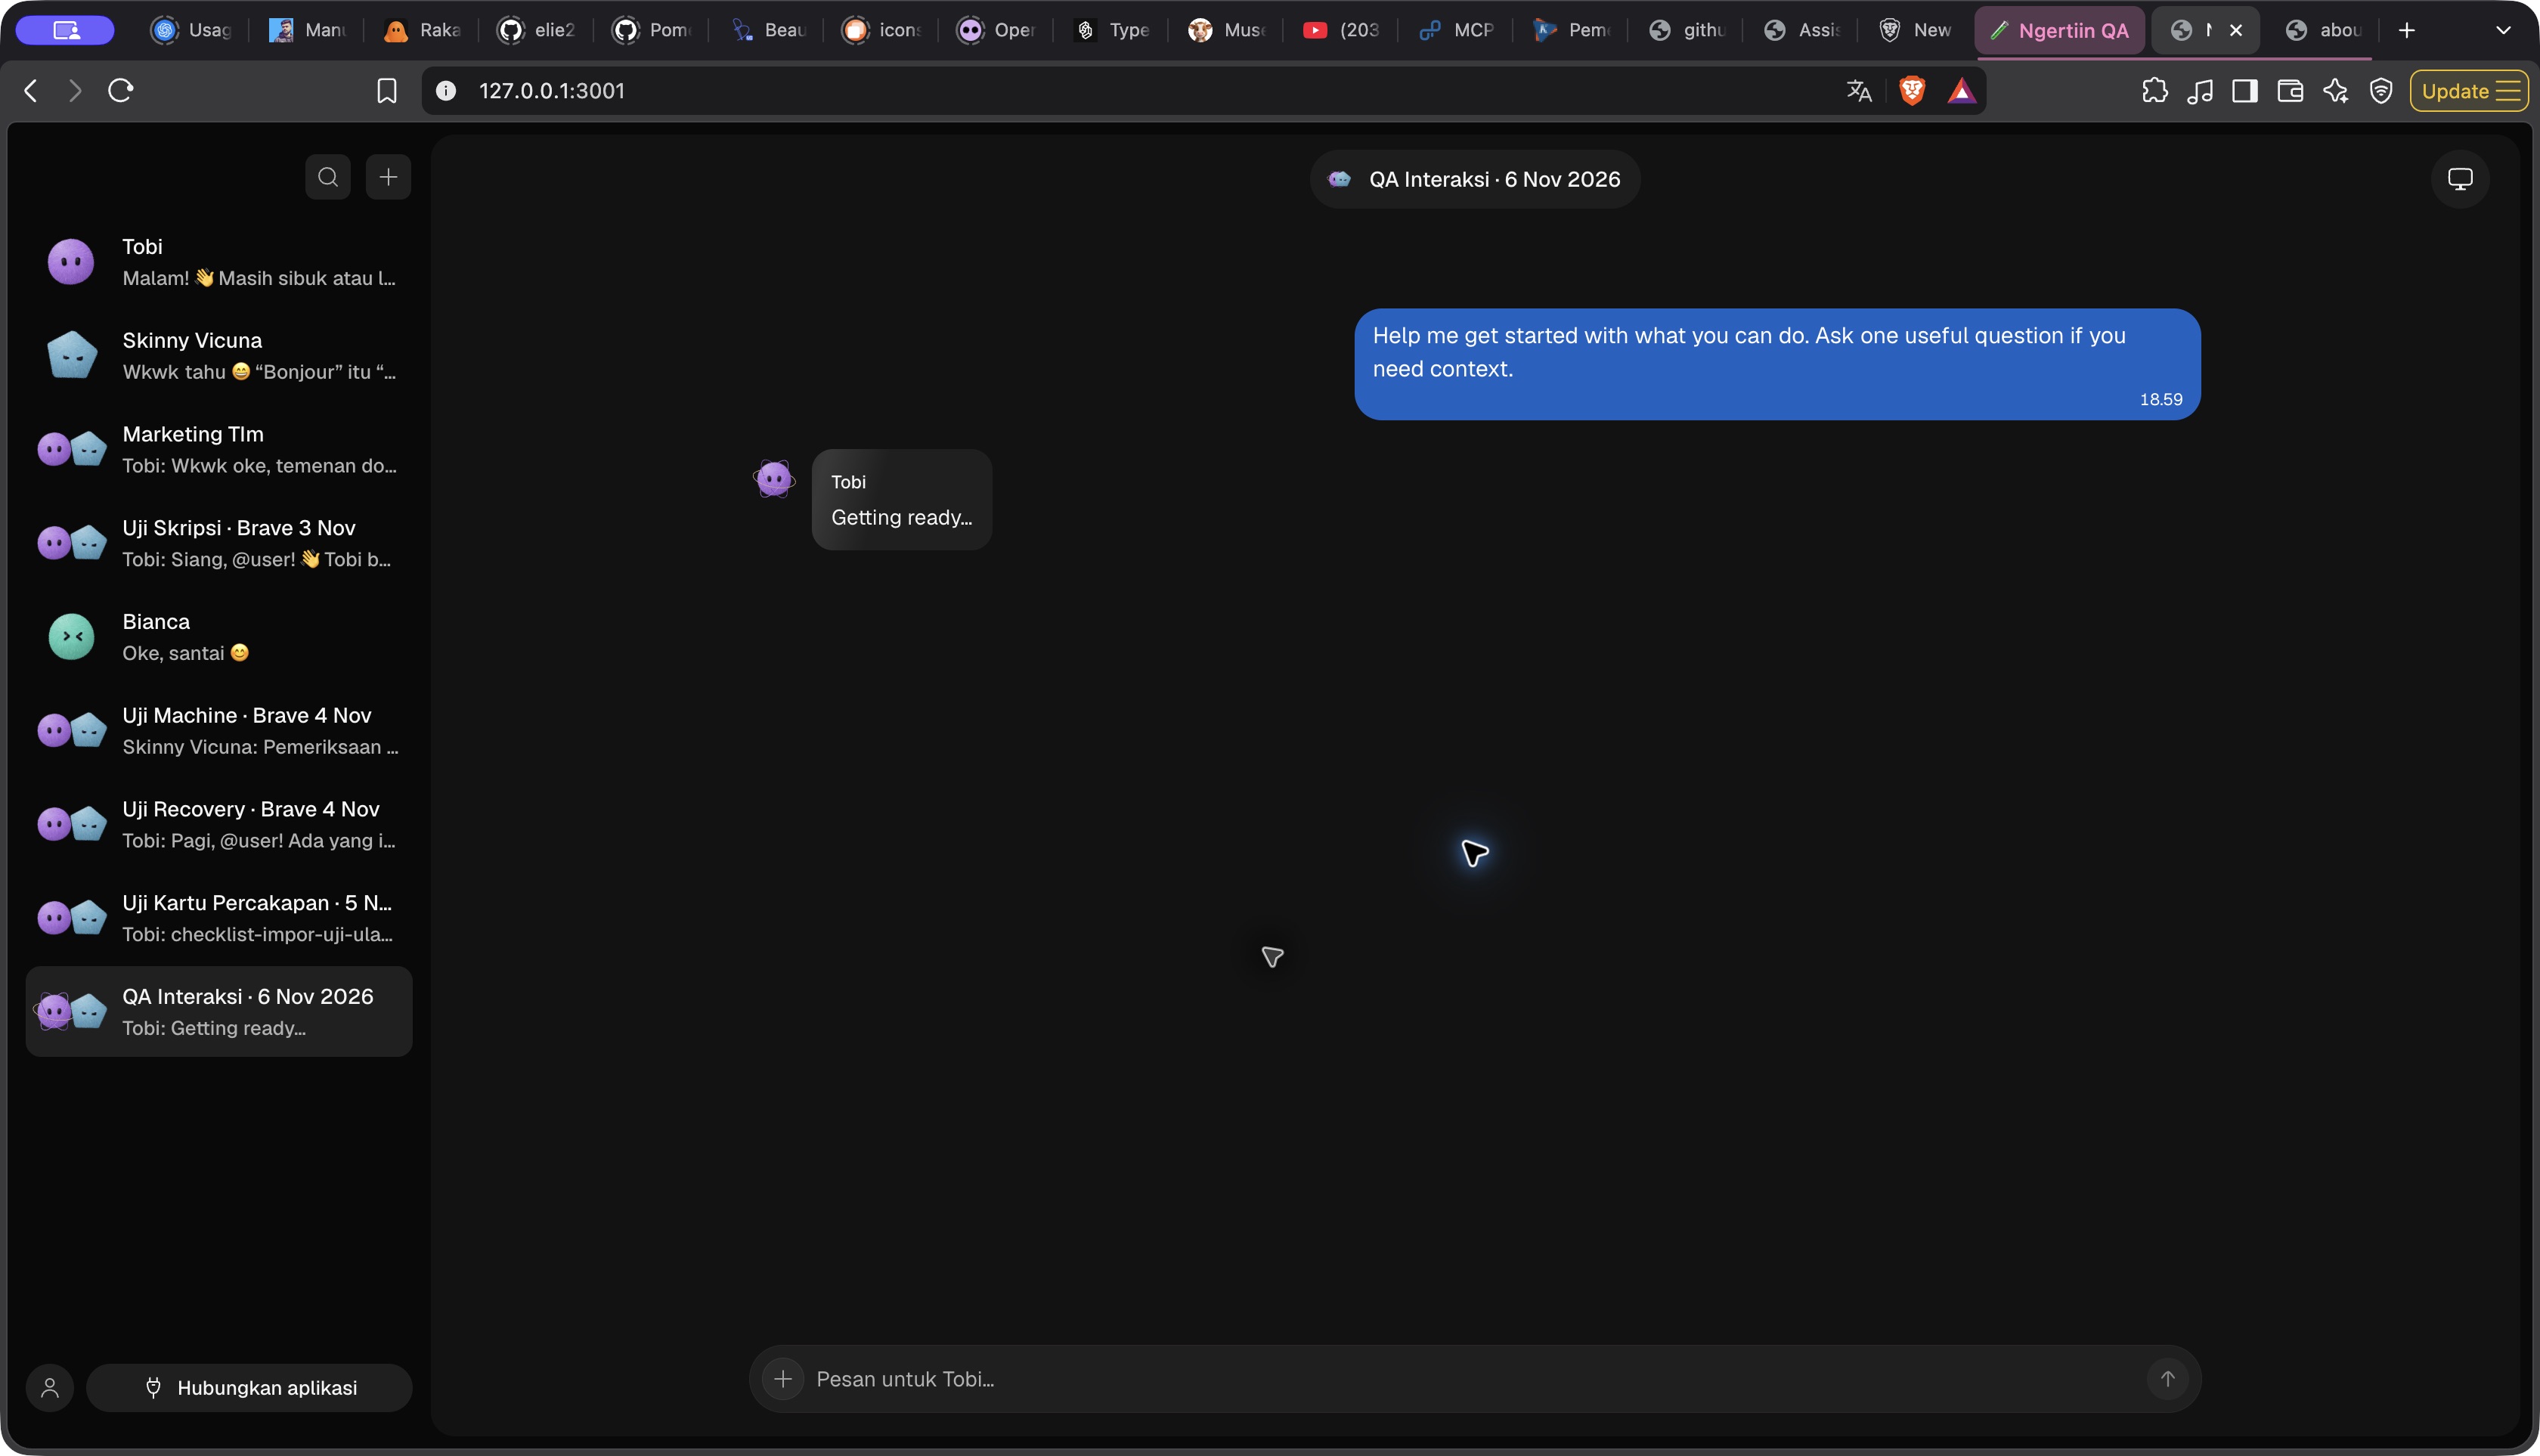 Usag
Manu
Raka
elie2
Pome
Beau
icons
Oper
Type
Muse
(203
MCP
Peme
githu
Assis
New
Ngertiin QA
abou
127.0.0.1:3001
Update
QA Interaksi · 6 Nov 2026
Tobi
Malam! 👋 Masih sibuk atau l...
Skinny Vicuna
Wkwk tahu 😄 “Bonjour” itu “...
Marketing TIm
Tobi: Wkwk oke, temenan do...
Uji Skripsi · Brave 3 Nov
Tobi: Siang, @user! 👋 Tobi b...
Bianca
Oke, santai 😊
Uji Machine · Brave 4 Nov
Skinny Vicuna: Pemeriksaan ...
Uji Recovery · Brave 4 Nov
Tobi: Pagi, @user! Ada yang i...
Uji Kartu Percakapan · 5 N...
Tobi: checklist-impor-uji-ula...
QA Interaksi · 6 Nov 2026
Tobi: Getting ready...
Hubungkan aplikasi
Help me get started with what you can do. Ask one useful question if you
need context.
18.59
Tobi
Getting ready...
Pesan untuk Tobi...